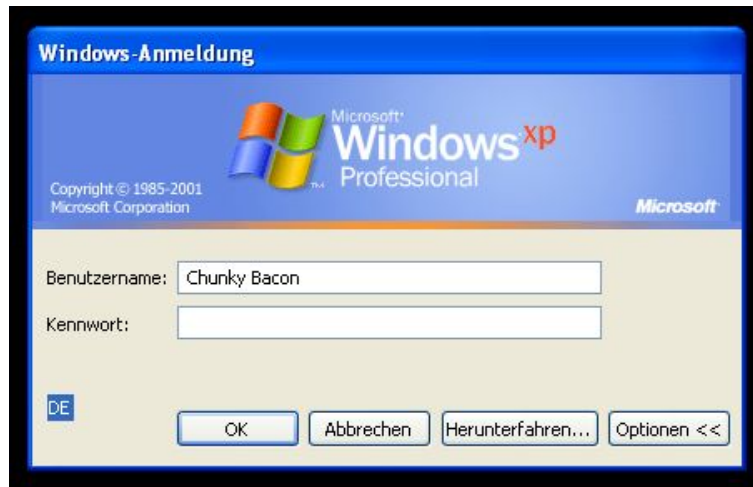 Windows-Anmeldung
Microsoft®
Windows xp
Professional
TM
Copyright © 1985-2001
Microsoft Corporation
Microsoft
Benutzername: Chunky Bacon
Kennwort:
DE
OK Abbrechen Herunterfahren... Optionen <<